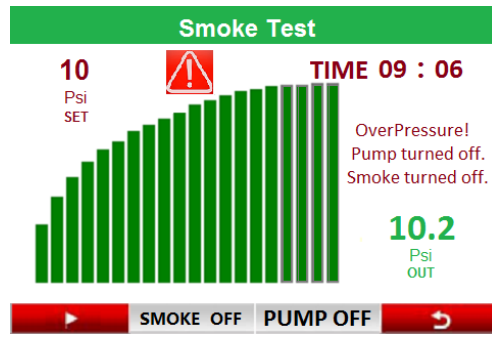 Smoke Test
10
Psi
SET
TIME 09 : 06
OverPressure!
Pump turned off.
Smoke turned off.
10.2
Psi
OUT
SMOKE OFF
PUMP OFF